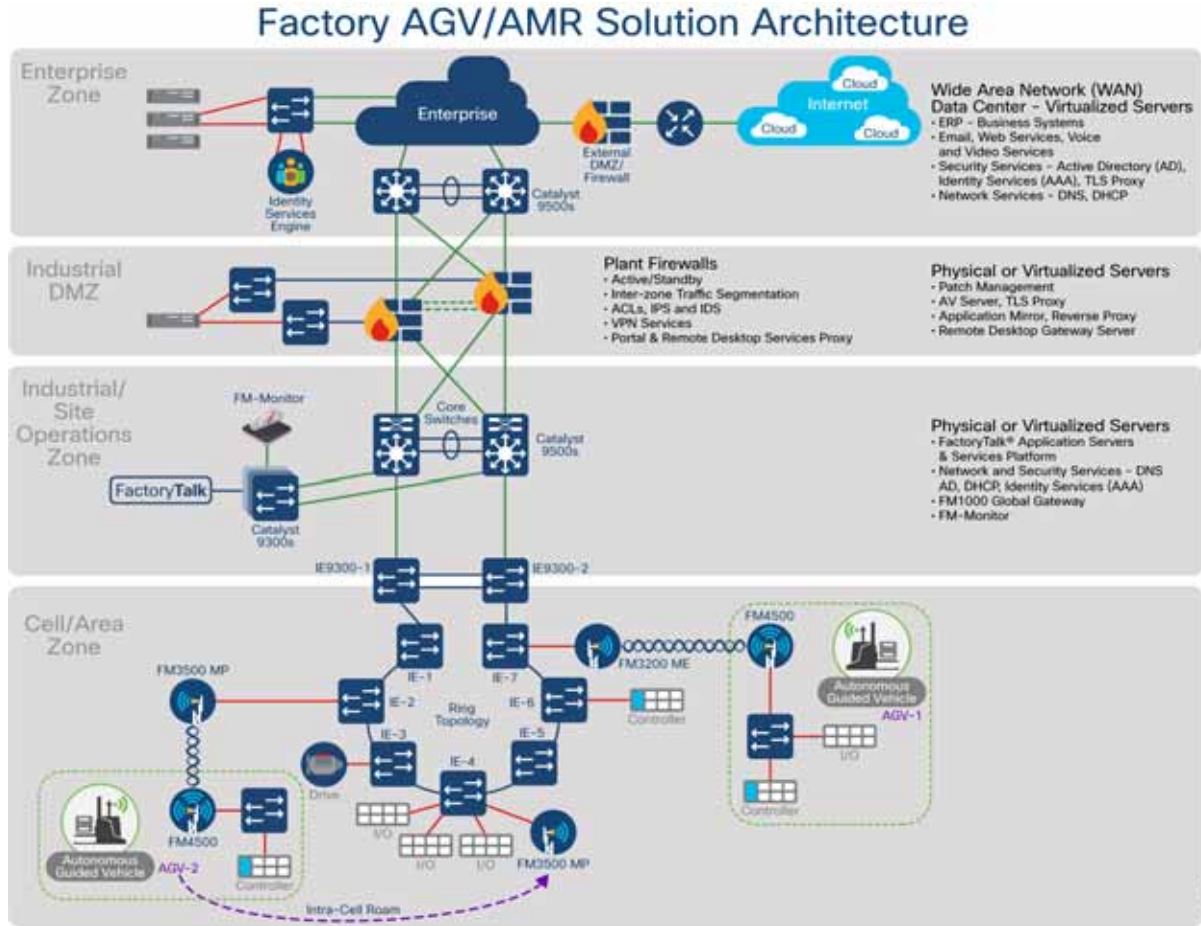 Factory AGV/AMR Solution Architecture
Enterprise
Zone
Identity
Services
Engine
Enterprise
Catalyst
9500s
External
DMZ/
Firewall
Internet
Cloud
Cloud
Cloud
Wide Area Network (WAN)
Data Center - Virtualized Servers
• ERP - Business Systems
• Email, Web Services, Voice
and Video Services
• Security Services - Active Directory (AD),
Identity Services (AAA), TLS Proxy
• Network Services - DNS, DHCP
Industrial
DMZ
Plant Firewalls
• Active/Standby
• Inter-zone Traffic Segmentation
• ACLs, IPS and IDS
• VPN Services
• Portal & Remote Desktop Services Proxy
Physical or Virtualized Servers
• Patch Management
• AV Server, TLS Proxy
• Application Mirror, Reverse Proxy
• Remote Desktop Gateway Server
Industrial/
Site
Operations
Zone
FM-Monitor
FactoryTalk
Catalyst
9300s
Core
Switches
Catalyst
9500s
Physical or Virtualized Servers
• FactoryTalk® Application Servers
& Services Platform
• Network and Security Services - DNS
AD, DHCP, Identity Services (AAA)
• FM1000 Global Gateway
• FM-Monitor
IE9300-1
IE9300-2
Cell/Area
Zone
FM3500 MP
IE-1
IE-2
IE-3
IE-4
IE-5
IE-6
IE-7
Ring
Topology
FM3200 ME
FM4500
Autonomous
Guided Vehicle
AGV-1
Controller
I/O
Controller
Drive
I/O
I/O
I/O
FM3500 MP
FM4500
Autonomous
Guided Vehicle
AGV-2
Controller
Intra-Cell Roam